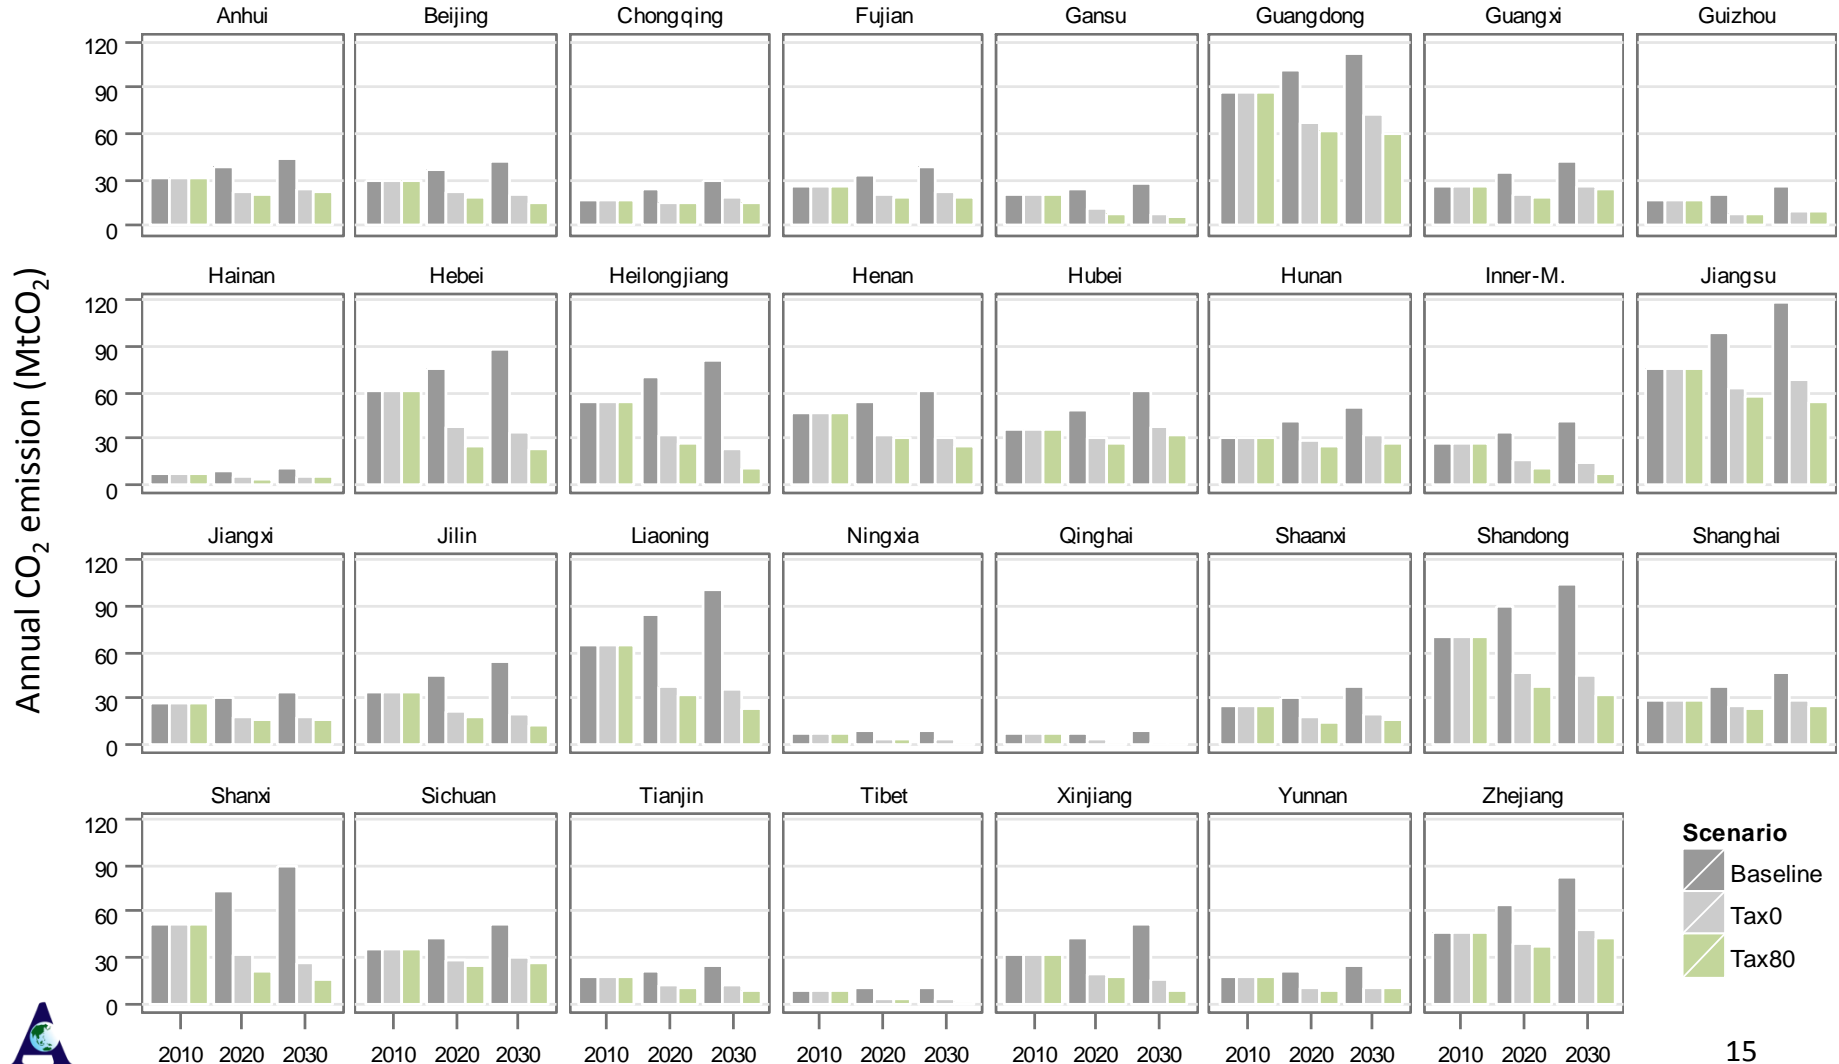 Anhui Beijing Chongqing Fujian Gansu Guangdong Guangxi Guizhou
120
90
60
30
0
Hainan Hebei Heilongjiang Henan Hubei Hunan Inner-M. Jiangsu
120
90
60
30
0
Annual CO₂ emission (MtCO₂)
Jiangxi Jilin Liaoning Ningxia Qinghai Shaanxi Shandong Shanghai
120
90
60
30
0
Shanxi Sichuan Tianjin Tibet Xinjiang Yunnan Zhejiang
120
90
60
30
0
Scenario
Baseline
Tax0
Tax80
2010 2020 2030 2010 2020 2030 2010 2020 2030 2010 2020 2030 2010 2020 2030 2010 2020 2030 2010 2020 2030
15